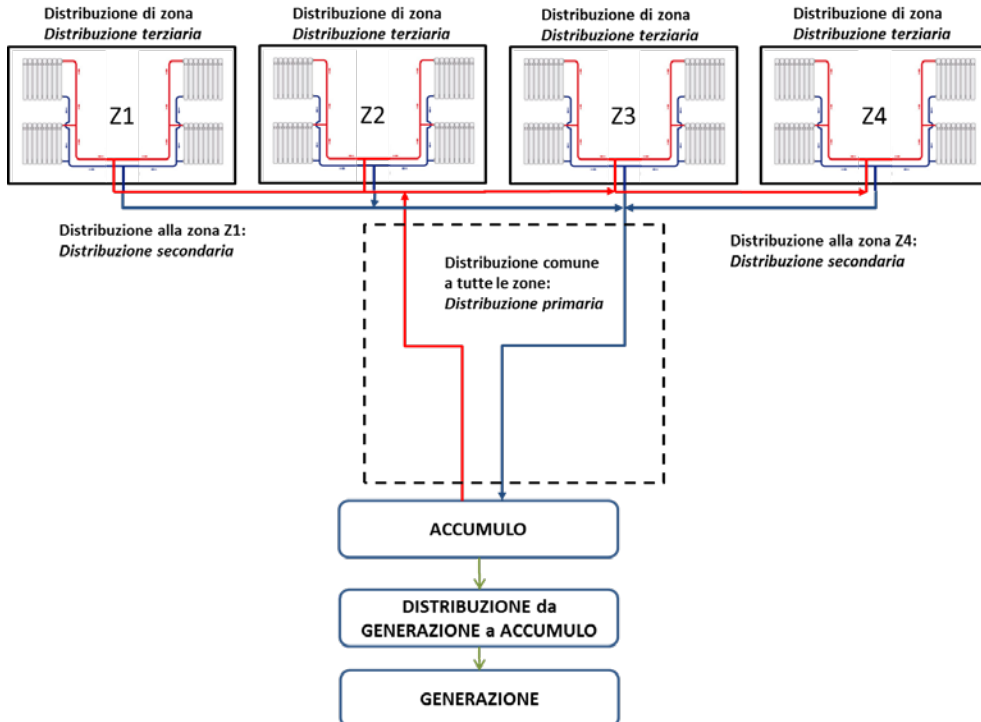 Distribuzione di zona
Distribuzione terziaria
Distribuzione di zona
Distribuzione terziaria
Distribuzione di zona
Distribuzione terziaria
Distribuzione di zona
Distribuzione terziaria
Z1
Z2
Z3
Z4
Distribuzione alla zona Z1:
Distribuzione secondaria
Distribuzione comune
a tutte le zone:
Distribuzione primaria
Distribuzione alla zona Z4:
Distribuzione secondaria
ACCUMULO
DISTRIBUZIONE da
GENERAZIONE a ACCUMULO
GENERAZIONE